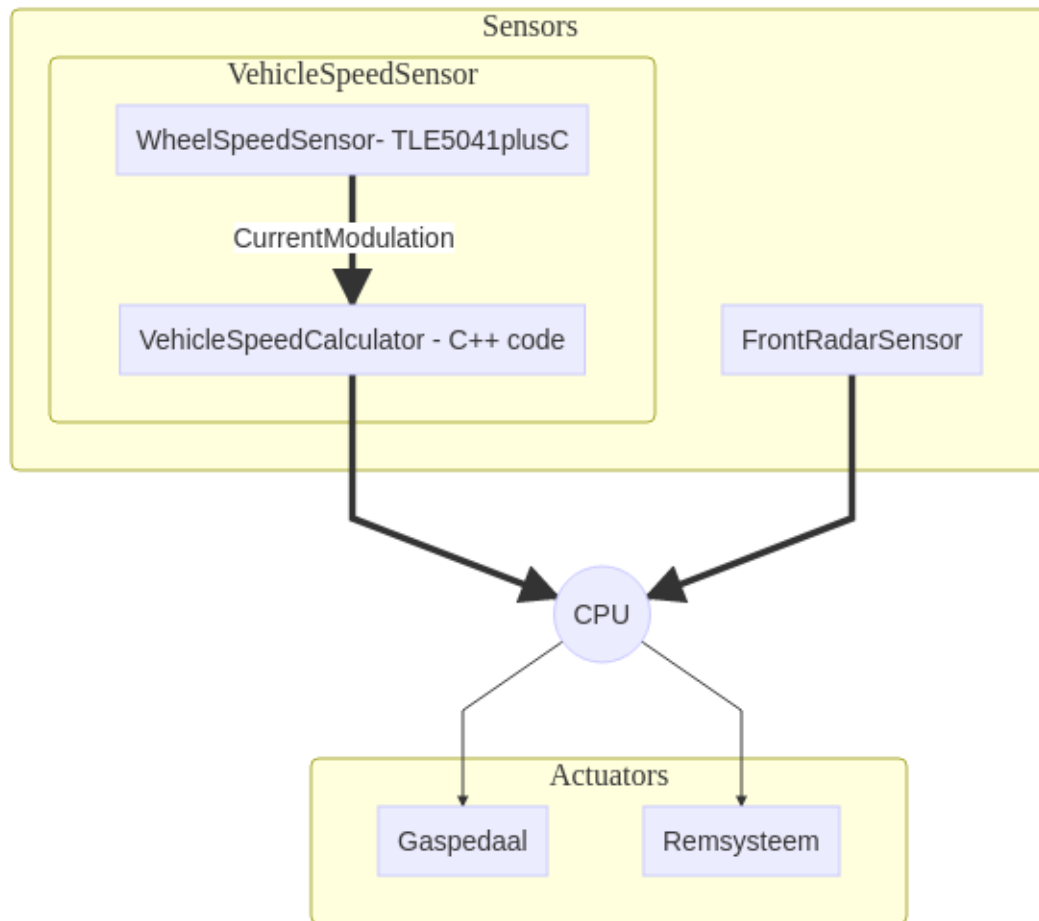 Sensors
VehicleSpeedSensor
WheelSpeedSensor- TLE5041plusC
CurrentModulation
VehicleSpeedCalculator - C++ code
FrontRadarSensor
CPU
Actuators
Gaspedaal
Remsysteem